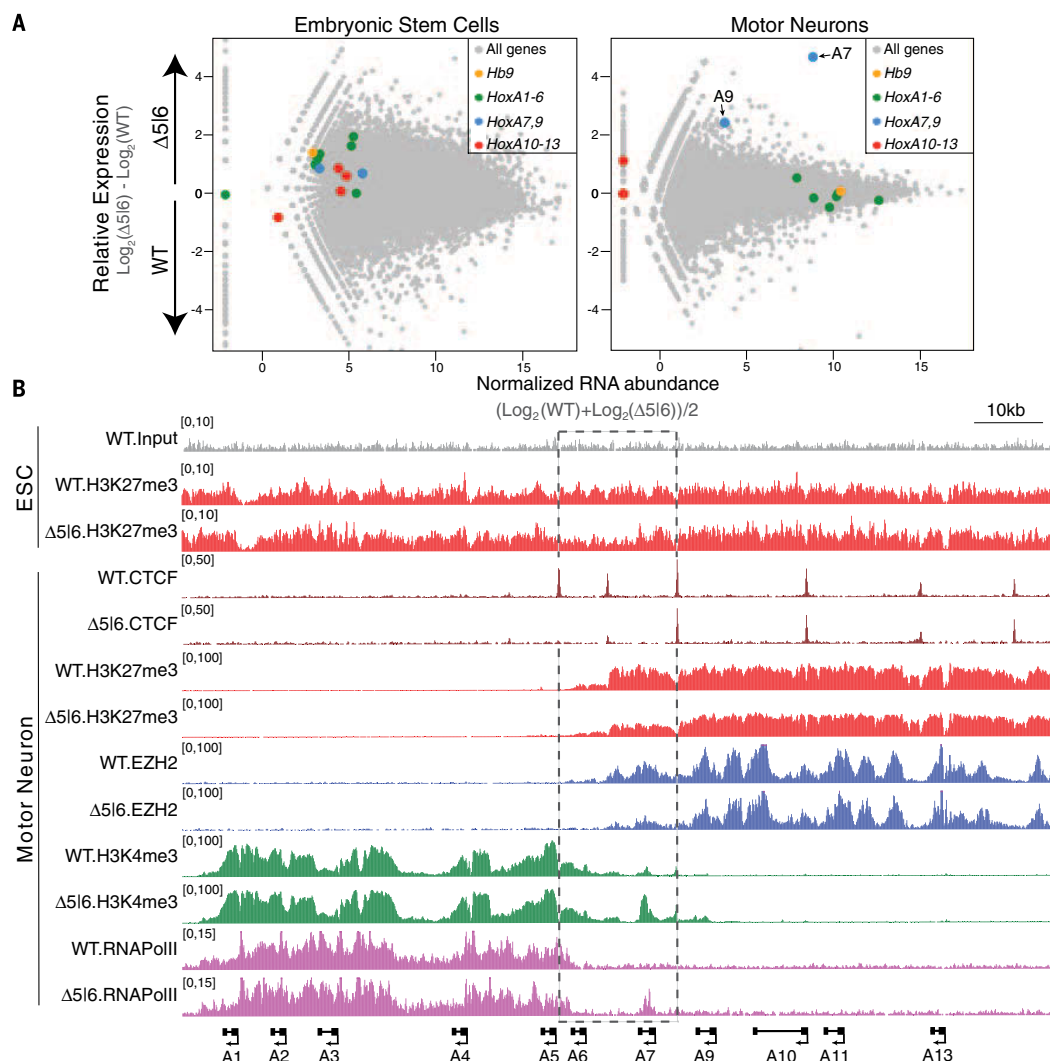 A
Embryonic Stem Cells
Motor Neurons
Relative Expression
Log2(Δ5|6) - Log2(WT)
Δ5|6
WT
4
2
0
-2
-4
0 5 10 15
All genes
Hb9
HoxA1-6
HoxA7,9
HoxA10-13
4
2
0
-2
-4
0 5 10 15
A7
A9
All genes
Hb9
HoxA1-6
HoxA7,9
HoxA10-13
Normalized RNA abundance
(Log2(WT)+Log2(Δ5|6))/2
B
10kb
ESC
WT.Input [0,10]
WT.H3K27me3 [0,10]
Δ5|6.H3K27me3 [0,10]
Motor Neuron
WT.CTCF [0,50]
Δ5|6.CTCF [0,50]
WT.H3K27me3 [0,100]
Δ5|6.H3K27me3 [0,100]
WT.EZH2 [0,100]
Δ5|6.EZH2 [0,100]
WT.H3K4me3 [0,100]
Δ5|6.H3K4me3 [0,100]
WT.RNAPolII [0,15]
Δ5|6.RNAPolII [0,15]
A1 A2 A3 A4 A5 A6 A7 A9 A10 A11 A13